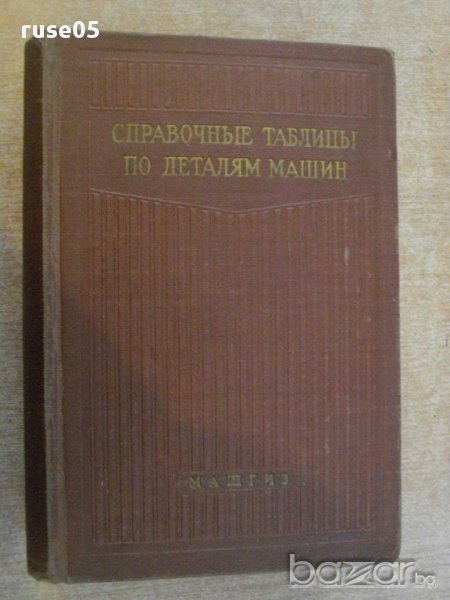 ruse05
СПРАВОЧНЫЕ ТАБЛИЦЫ
ПО ДЕТАЛЯМ МАШИН
МАШГИЗ
bazar.bg